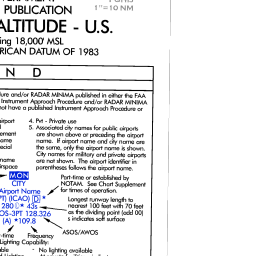 PUBLICATION
1"=10 NM
ALTITUDE - U.S.
ing 18,000' MSL
RICAN DATUM OF 1983
N D
ure and/or RADAR MINIMA published in either the FAA
Instrument Approach Procedure and/or RADAR MINIMA
not have a published Instrument Approach Procedure or
airport
4. Pvt - Private use
5. Associated city names for public airports
are shown above or preceding the airport
name. If airport name and city name are
the same, only the airport name is shown.
City names for military and private airports
are not shown. The airport identifier in
parentheses follows the airport name.
name
MON
CITY
Airport Name
(ICAO) D *
280 L* 43s
OS-3PT 128.326
(A) *109.8
Part-time or established by
NOTAM. See Chart Supplement
for times of operation.
Longest runway length to
nearest 100 feet with 70 feet
as the dividing point (add 00)
s indicates soft surface
-time Frequency
ASOS/AWOS
Lighting Capability:
- No lighting available